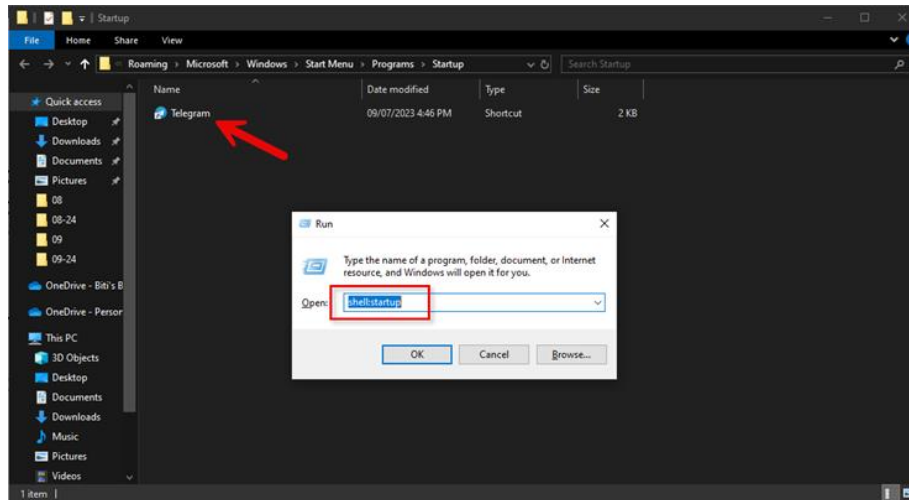 Startup
File Home Share View
Roaming › Microsoft › Windows › Start Menu › Programs › Startup
Search Startup
Name Date modified Type Size
Telegram 09/07/2023 4:46 PM Shortcut 2 KB
Quick access
Desktop
Downloads
Documents
Pictures
08
08-24
09
09-24
OneDrive - Biti's B
OneDrive - Person
This PC
3D Objects
Desktop
Documents
Downloads
Music
Pictures
Videos
1 item
Run
Type the name of a program, folder, document, or Internet
resource, and Windows will open it for you.
Open: shell:startup
OK Cancel Browse...